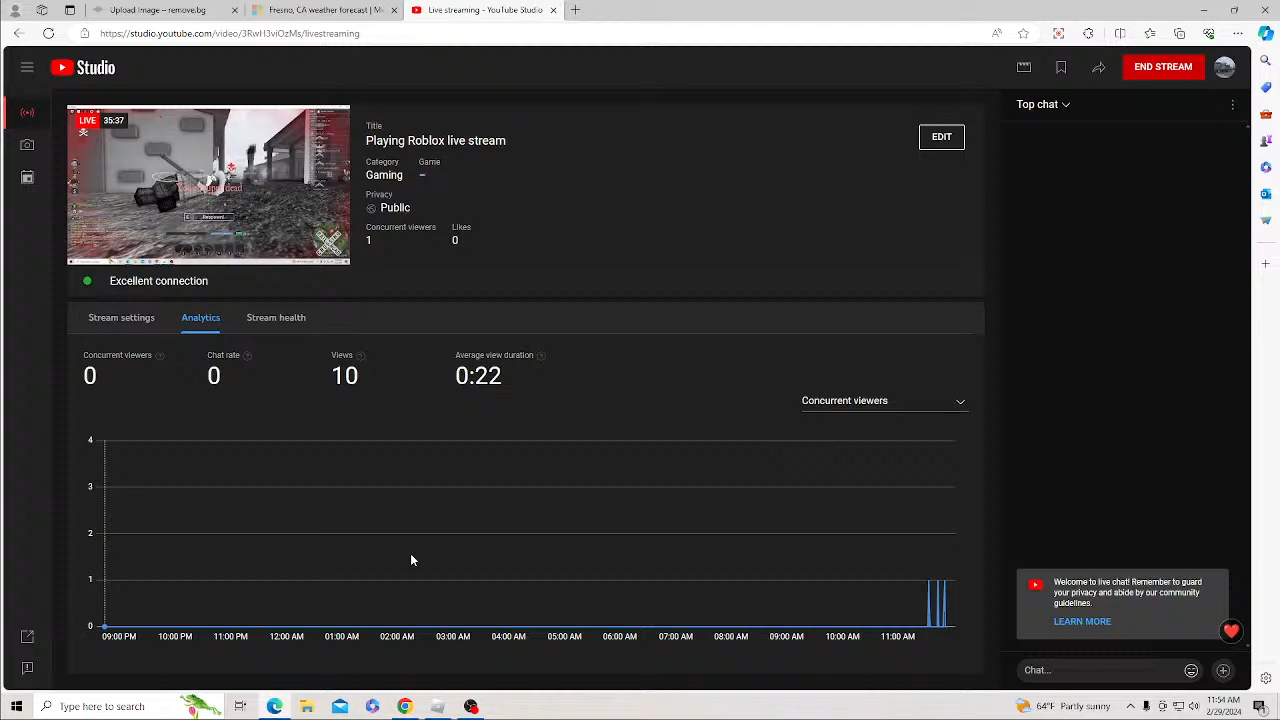 Upload Image – remove.bg
Fresno, CA weather forecast | M
Live streaming - YouTube Studio
https://studio.youtube.com/video/3RwH3viOzMs/livestreaming
Studio
END STREAM
LIVE 35:37
Respawn
dead
Title
Playing Roblox live stream
EDIT
Category Game
Gaming –
Privacy
Public
Concurrent viewers Likes
1 0
Excellent connection
Top chat
Stream settings Analytics Stream health
Concurrent viewers Chat rate Views Average view duration
0 0 10 0:22
Concurrent viewers
4
3
2
1
0
09:00 PM 10:00 PM 11:00 PM 12:00 AM 01:00 AM 02:00 AM 03:00 AM 04:00 AM 05:00 AM 06:00 AM 07:00 AM 08:00 AM 09:00 AM 10:00 AM 11:00 AM
Welcome to live chat! Remember to guard
your privacy and abide by our community
guidelines.
LEARN MORE
Chat...
Type here to search
64°F Partly sunny
11:54 AM
2/29/2024